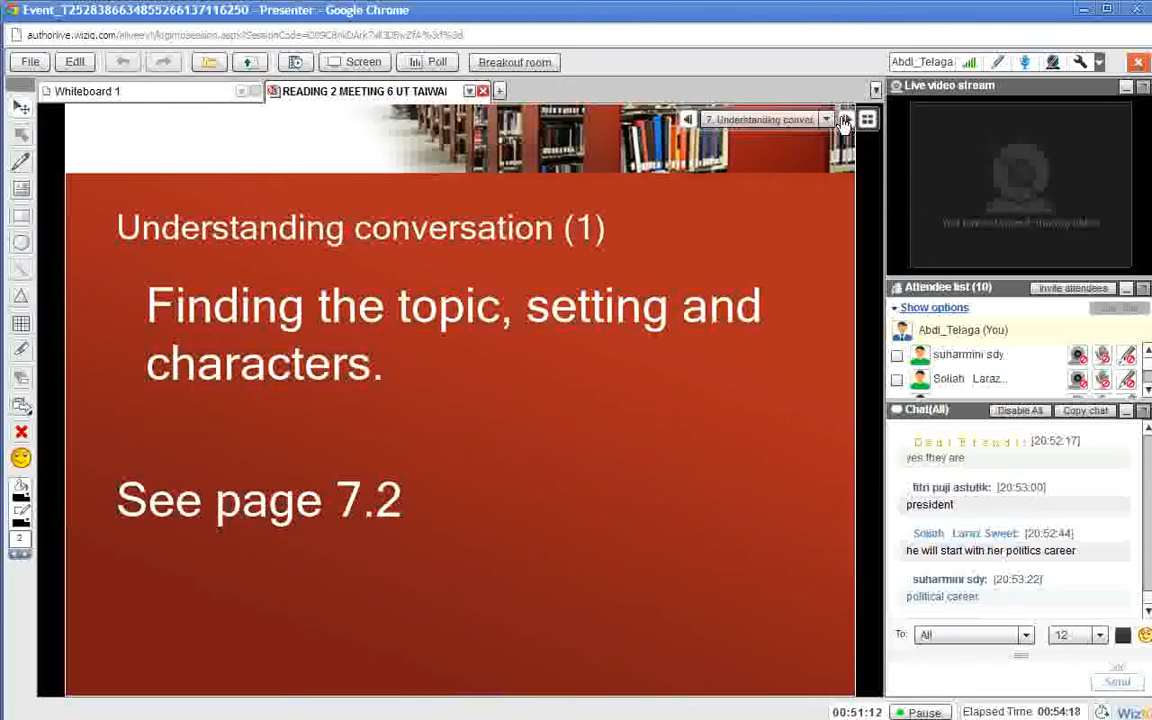 Event_T2528386634855266137116250 - Presenter - Google Chrome
File
Edit
Screen
Poll
Breakout room
Abdi_Telaga
Whiteboard 1
READING 2 MEETING 6 UT TAIWAI
Live video stream
7. Understanding conver.
Understanding conversation (1)
Finding the topic, setting and
characters.
See page 7.2
Attendee list (10)
Invite attendees
Show options
Abdi_Telaga (You)
suharmini sdy
Soliah Laraz...
Chat(All)
Disable All
Copy chat
[20:52:17]
yes they are
fitri puji astutik: [20:53:00]
president
Soliah Laraz Sweet: [20:52:44]
he will start with her politics career
suharmini sdy: [20:53:22]
political career
To:
All
12
2
Send
00:51:12
Pause
Elapsed Time
00:54:18
WizI